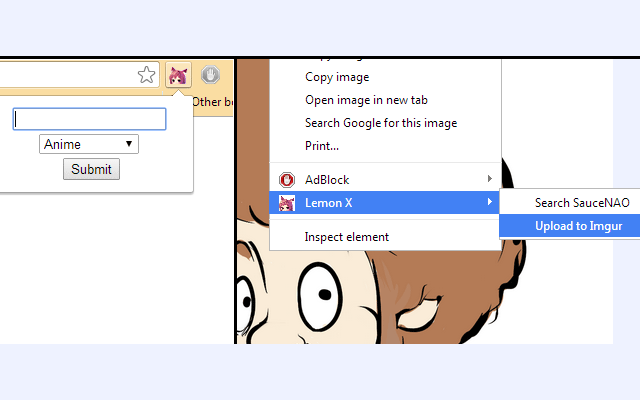 Other be
Anime
Submit
Copy image
Open image in new tab
Search Google for this image
Print...
AdBlock
Lemon X
Search SauceNAO
Upload to Imgur
Inspect element